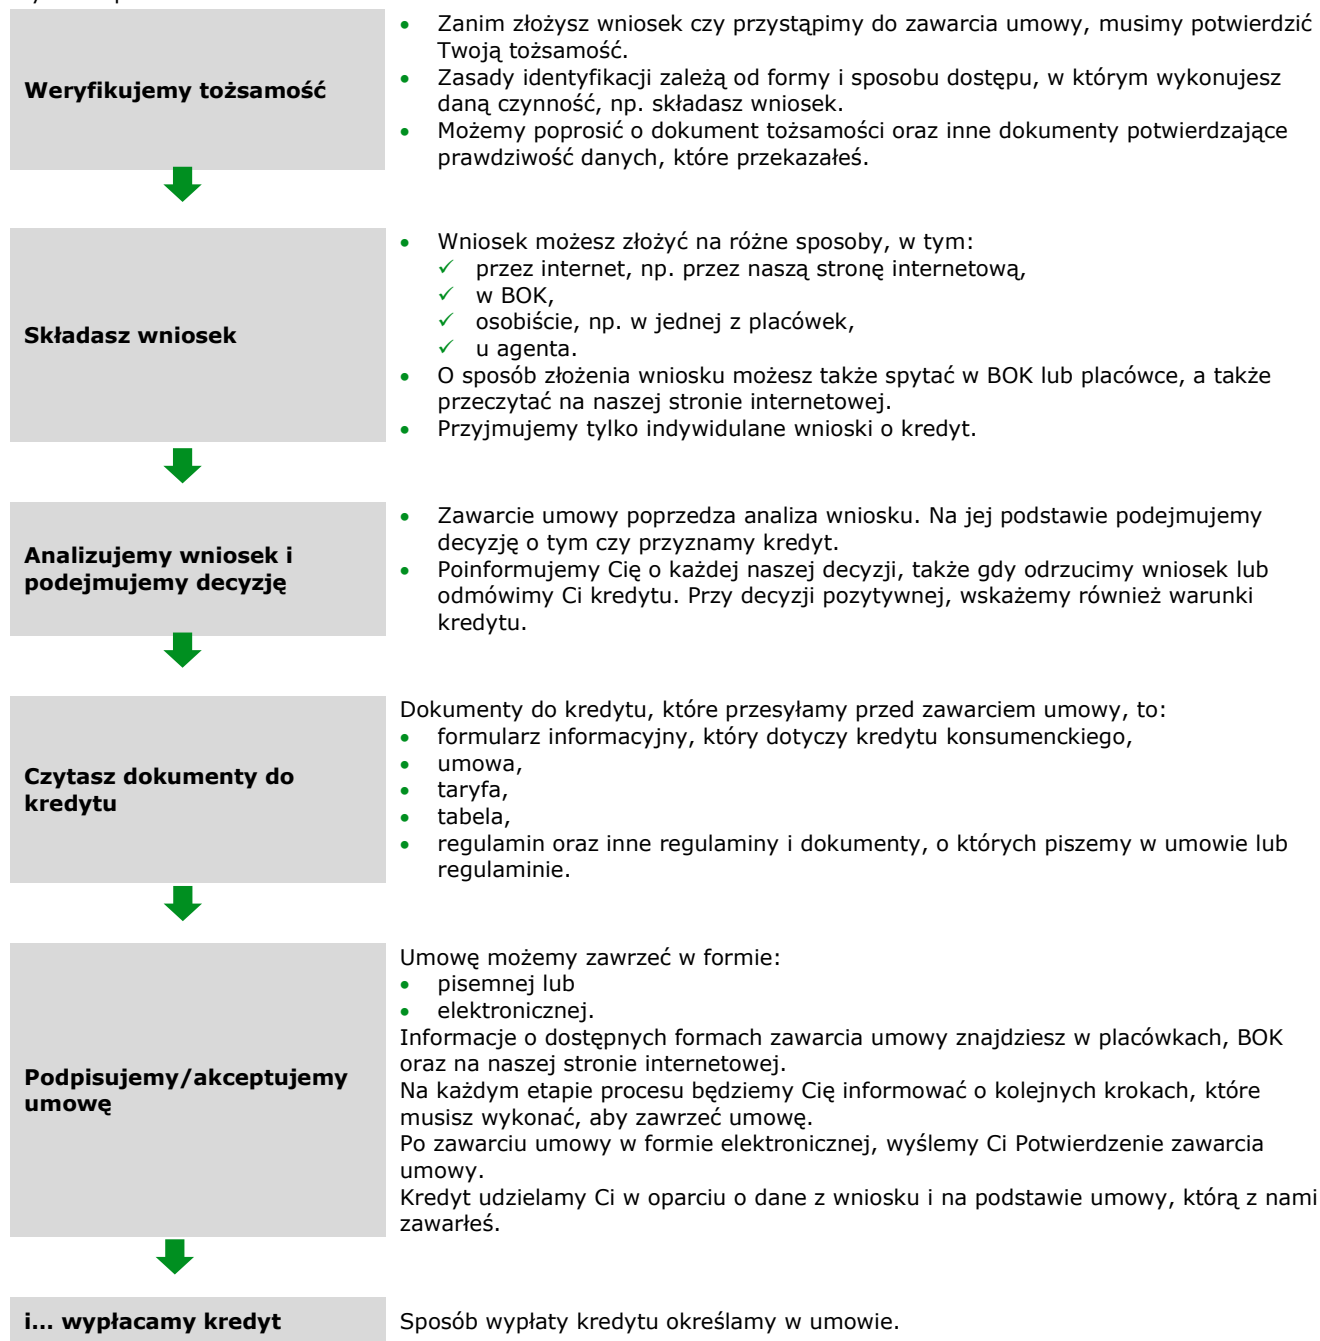 Weryfikujemy tożsamość
Zanim złożysz wniosek czy przystąpimy do zawarcia umowy, musimy potwierdzić
Twoją tożsamość.
Zasady identyfikacji zależą od formy i sposobu dostępu, w którym wykonujesz
daną czynność, np. składasz wniosek.
Możemy poprosić o dokument tożsamości oraz inne dokumenty potwierdzające
prawdziwość danych, które przekazałeś.
Składasz wniosek
Wniosek możesz złożyć na różne sposoby, w tym:
przez internet, np. przez naszą stronę internetową,
w BOK,
osobiście, np. w jednej z placówek,
u agenta.
O sposób złożenia wniosku możesz także spytać w BOK lub placówce, a także
przeczytać na naszej stronie internetowej.
Przyjmujemy tylko indywidulane wnioski o kredyt.
Analizujemy wniosek i
podejmujemy decyzję
Zawarcie umowy poprzedza analiza wniosku. Na jej podstawie podejmujemy
decyzję o tym czy przyznamy kredyt.
Poinformujemy Cię o każdej naszej decyzji, także gdy odrzucimy wniosek lub
odmówimy Ci kredytu. Przy decyzji pozytywnej, wskażemy również warunki
kredytu.
Czytasz dokumenty do
kredytu
Dokumenty do kredytu, które przesyłamy przed zawarciem umowy, to:
formularz informacyjny, który dotyczy kredytu konsumenckiego,
umowa,
taryfa,
tabela,
regulamin oraz inne regulaminy i dokumenty, o których piszemy w umowie lub
regulaminie.
Podpisujemy/akceptujemy
umowę
Umowę możemy zawrzeć w formie:
pisemnej lub
elektronicznej.
Informacje o dostępnych formach zawarcia umowy znajdziesz w placówkach, BOK
oraz na naszej stronie internetowej.
Na każdym etapie procesu będziemy Cię informować o kolejnych krokach, które
musisz wykonać, aby zawrzeć umowę.
Po zawarciu umowy w formie elektronicznej, wyślemy Ci Potwierdzenie zawarcia
umowy.
Kredyt udzielamy Ci w oparciu o dane z wniosku i na podstawie umowy, którą z nami
zawarłeś.
i... wypłacamy kredyt
Sposób wypłaty kredytu określamy w umowie.